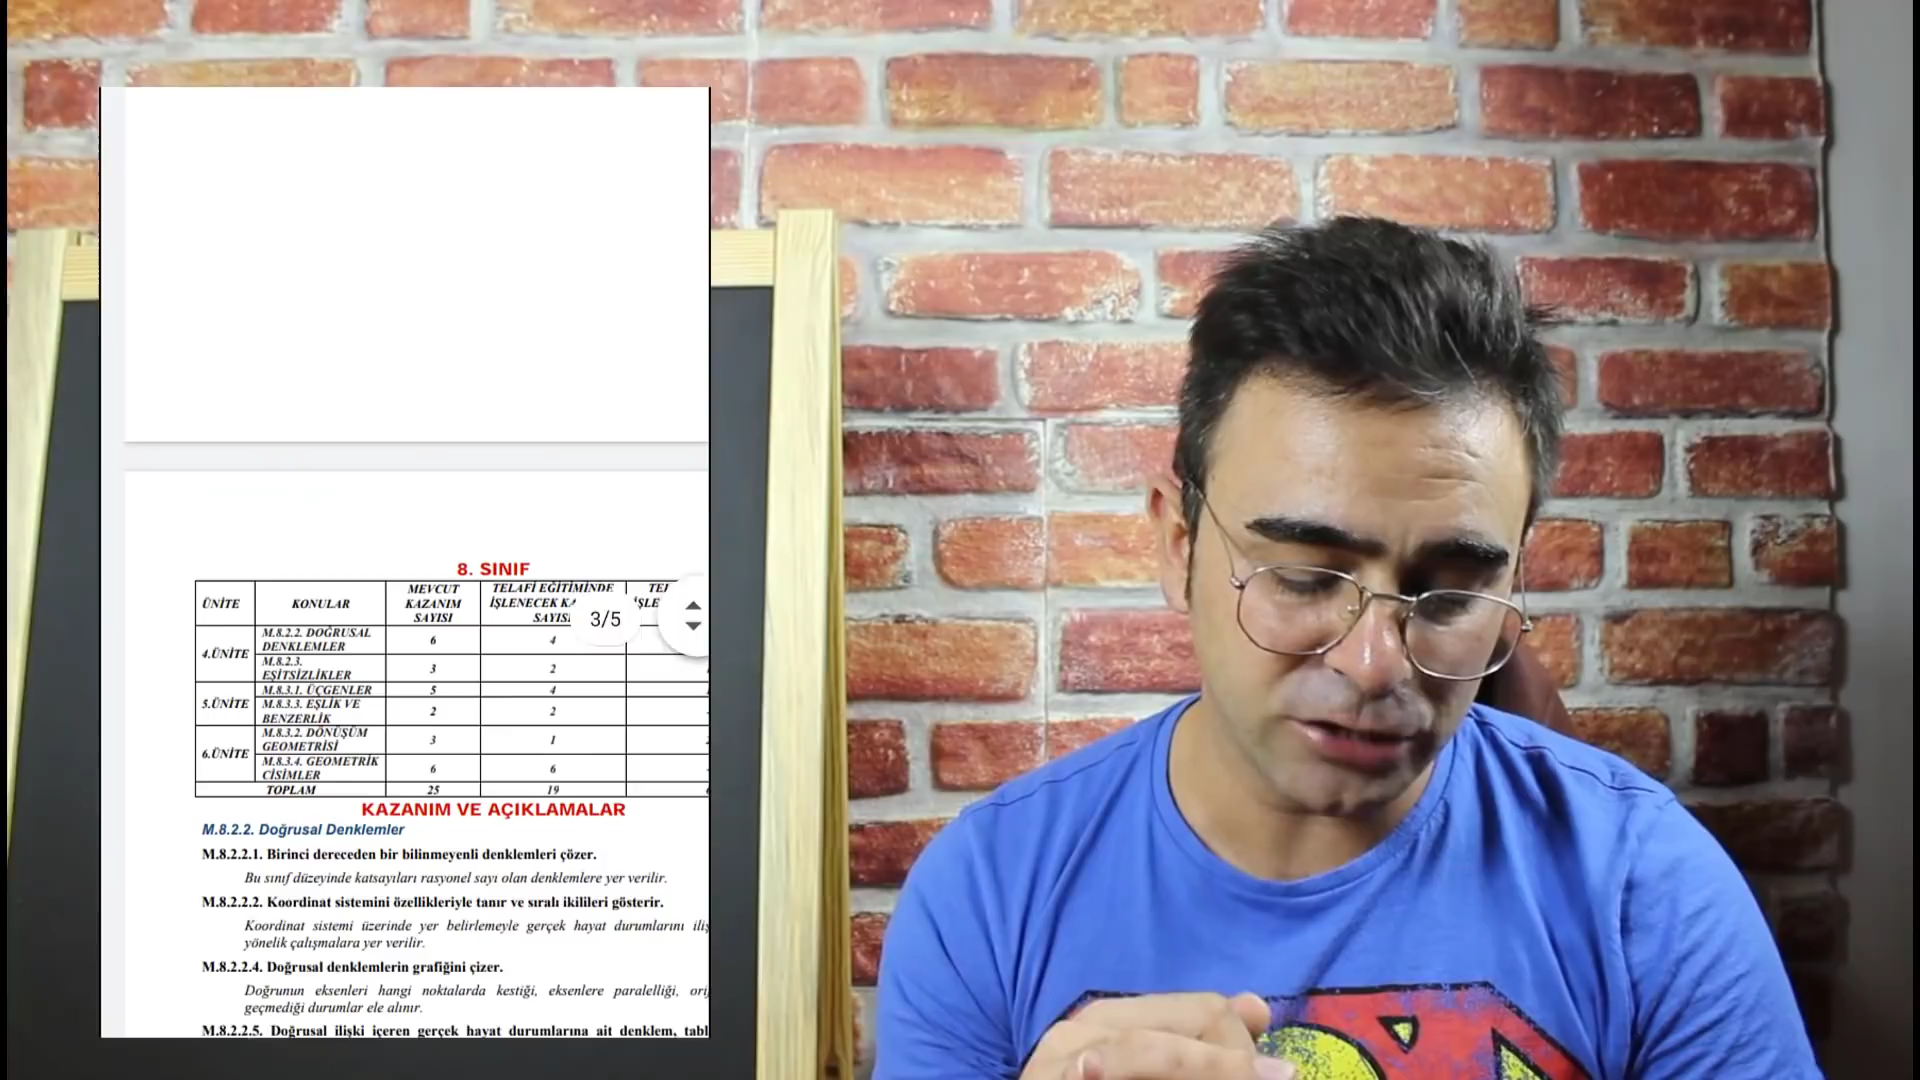 8. SINIF
ÜNİTE KONULAR MEVCUT KAZANIM SAYISI TELAFİ EĞİTİMİNDE İŞLENECEK
4.ÜNİTE M.8.2.2. DOĞRUSAL DENKLEMLER 6 4
M.8.2.3. EŞİTSİZLİKLER 3 2
5.ÜNİTE M.8.3.1. ÜÇGENLER 5 4
M.8.3.3. EŞLİK VE BENZERLİK 2 2
6.ÜNİTE M.8.3.2. DÖNÜŞÜM GEOMETRİSİ 3 1
M.8.3.4. GEOMETRİK CİSİMLER 6 6
TOPLAM 25 19
3/5
KAZANIM VE AÇIKLAMALAR
M.8.2.2. Doğrusal Denklemler
M.8.2.2.1. Birinci dereceden bir bilinmeyenli denklemleri çözer.
Bu sınıf düzeyinde katsayıları rasyonel sayı olan denklemlere yer verilir.
M.8.2.2.2. Koordinat sistemini özellikleriyle tanır ve sıralı ikilileri gösterir.
Koordinat sistemi üzerinde yer belirlemeyle gerçek hayat durumlarını
yönelik çalışmalara yer verilir.
M.8.2.2.4. Doğrusal denklemlerin grafiğini çizer.
Doğrunun eksenleri hangi noktalarda kestiği, eksenlere paralelliği,
geçmediği durumlar ele alınır.
M.8.2.2.5. Doğrusal ilişki içeren gerçek hayat durumlarına ait denklem,